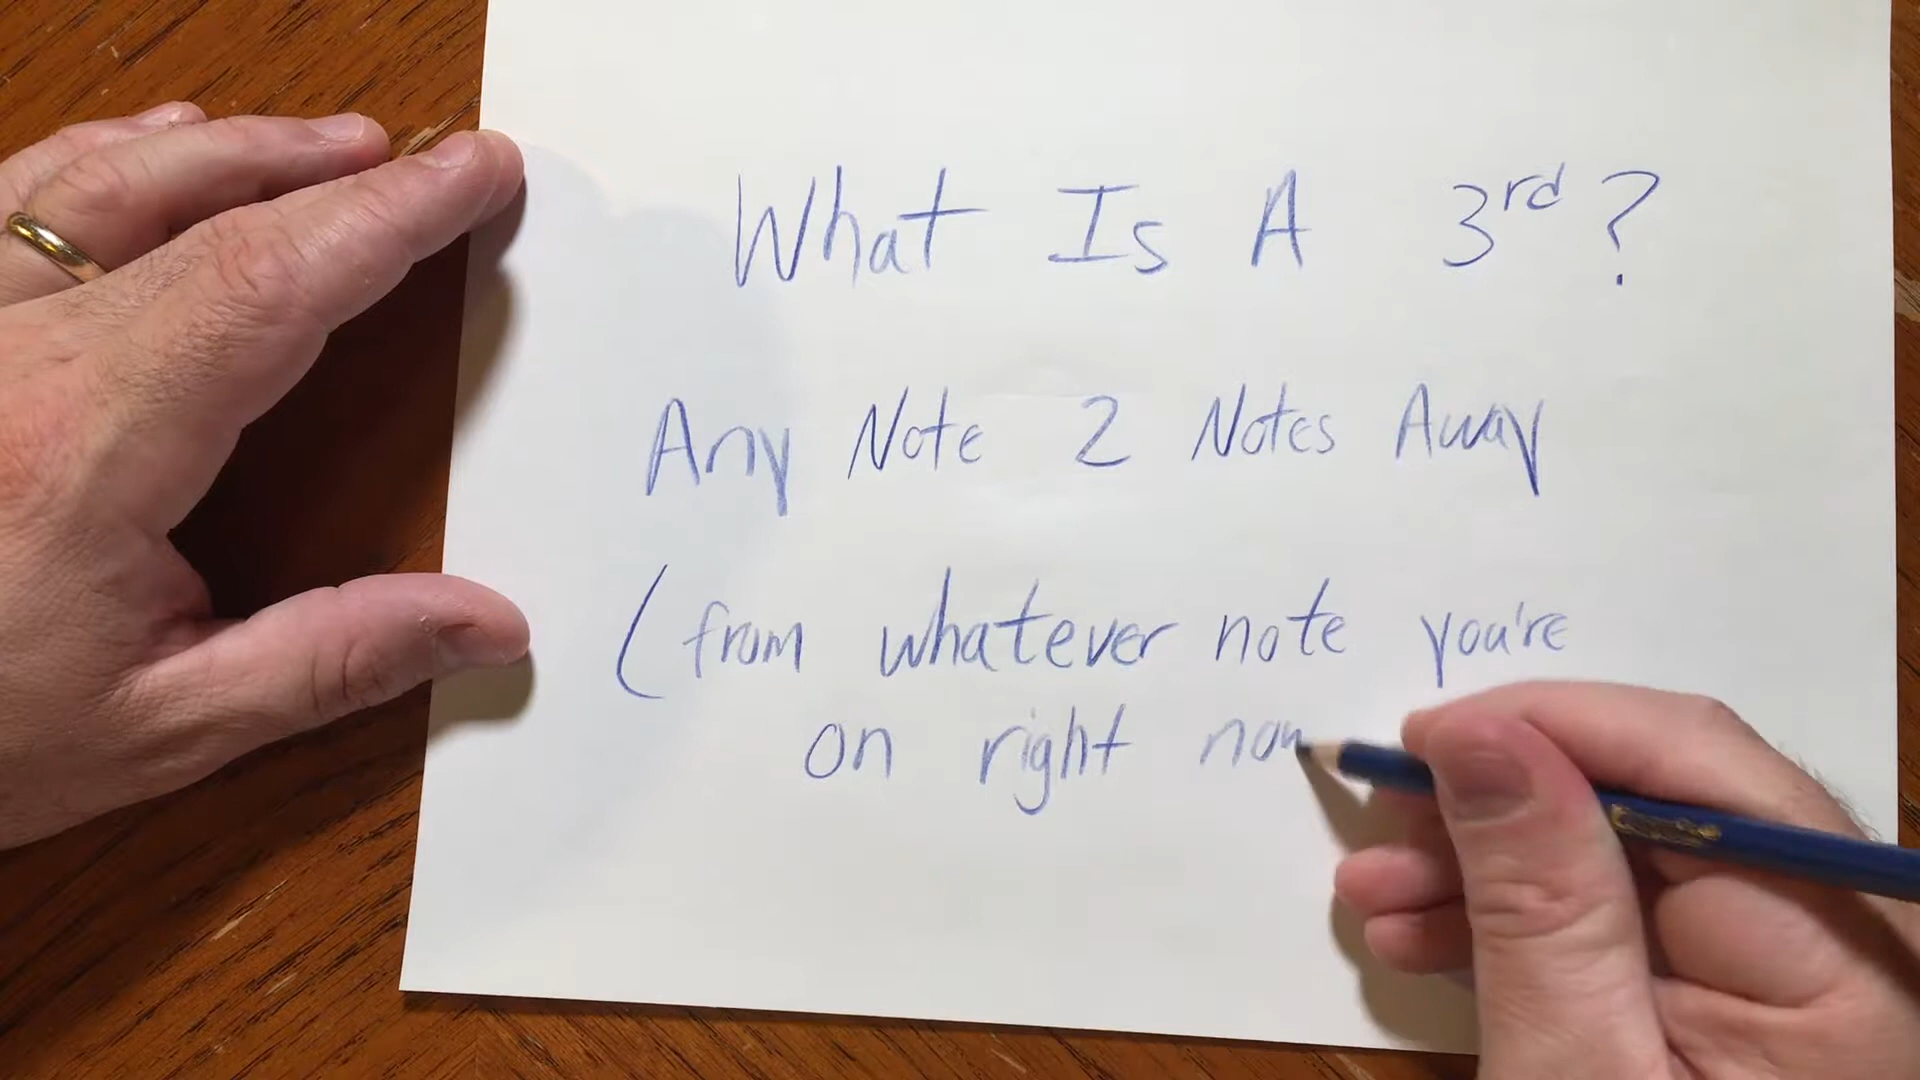 What Is A 3rd?
Any Note 2 Notes Away
(from whatever note you're
on right now